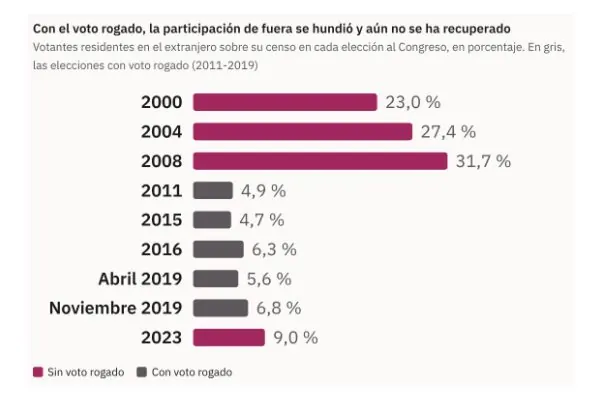 Con el voto rogado, la participación de fuera se hundió y aún no se ha recuperado
Votantes residentes en el extranjero sobre su censo en cada elección al Congreso, en porcentaje. En gris,
las elecciones con voto rogado (2011-2019)
2000 23,0 %
2004 27,4 %
2008 31,7 %
2011 4,9 %
2015 4,7 %
2016 6,3 %
Abril 2019 5,6 %
Noviembre 2019 6,8 %
2023 9,0 %
Sin voto rogado Con voto rogado